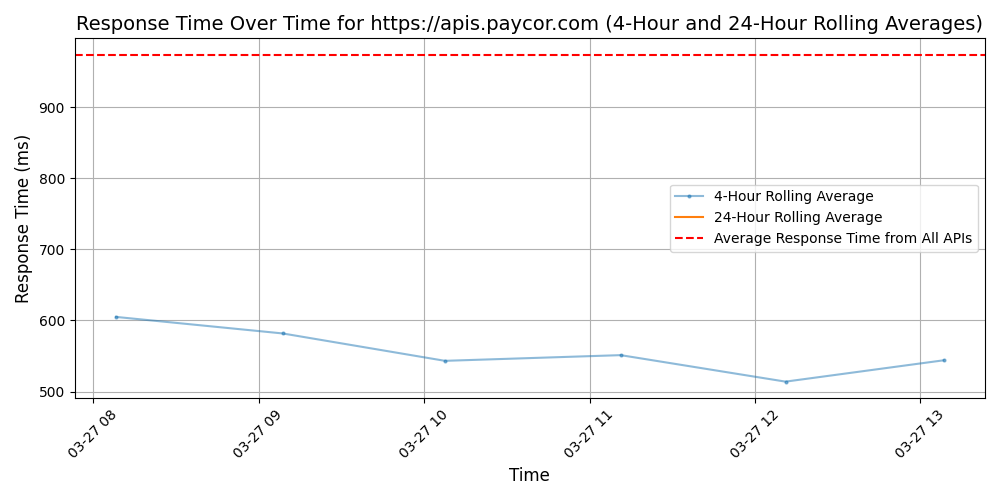 Response Time Over Time for https://apis.paycor.com (4-Hour and 24-Hour Rolling Averages)
Response Time (ms)
900
800
700
600
500
4-Hour Rolling Average
24-Hour Rolling Average
Average Response Time from All APIs
03-27 08
03-27 09
03-27 10
03-27 11
03-27 12
03-27 13
Time